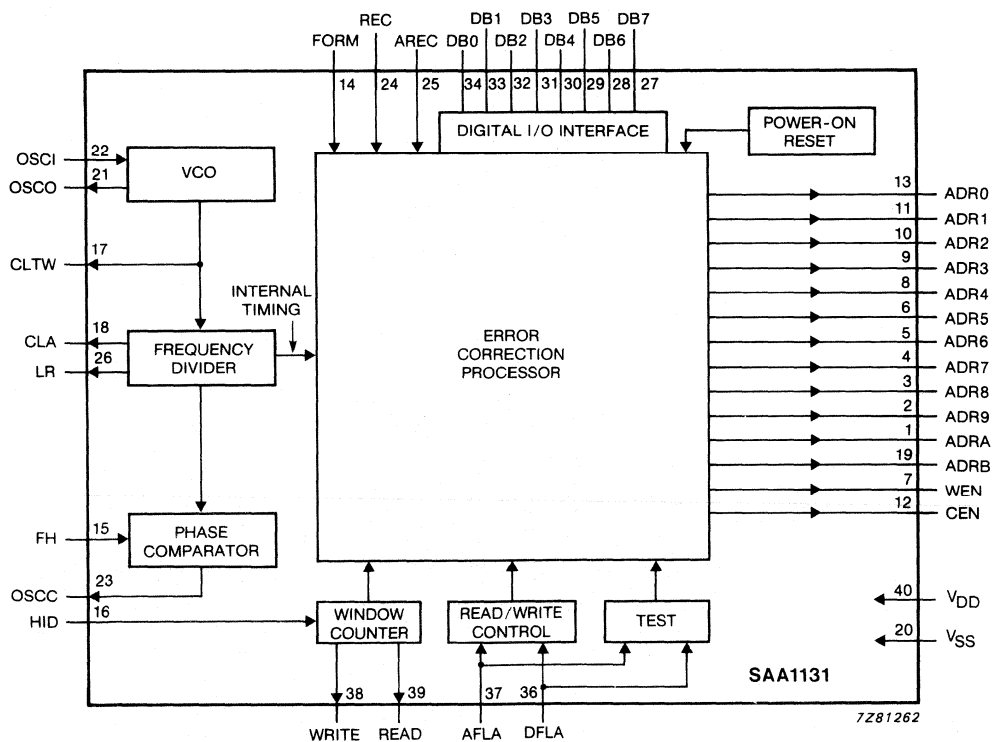 REC
FORM
AREC
DB0
DB1
DB2
DB3
DB4
DB5
DB6
DB7
14
24
25
34
33
32
31
30
29
28
27
DIGITAL I/O INTERFACE
POWER-ON
RESET
OSCI
22
OSCO
21
VCO
CLTW
17
INTERNAL
TIMING
CLA
18
LR
26
FREQUENCY
DIVIDER
ERROR
CORRECTION
PROCESSOR
13
ADR0
11
ADR1
10
ADR2
9
ADR3
8
ADR4
6
ADR5
5
ADR6
4
ADR7
3
ADR8
2
ADR9
1
ADRA
19
ADRB
7
WEN
12
CEN
FH
15
PHASE
COMPARATOR
OSCC
23
HID
16
WINDOW
COUNTER
READ/WRITE
CONTROL
TEST
40
VDD
20
VSS
SAA1131
38
39
37
36
WRITE
READ
AFLA
DFLA
7Z81262